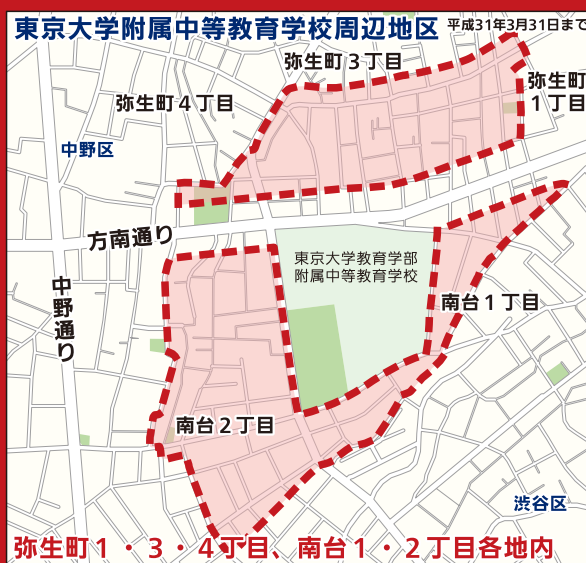 東京大学附属中等教育学校周辺地区 平成31年3月31日まで
弥生町3丁目
弥生町
1丁目
弥生町4丁目
中野区
方南通り
東京大学教育学部
附属中等教育学校
中野通り
南台1丁目
南台2丁目
渋谷区
弥生町1・3・4丁目、南台1・2丁目各地内